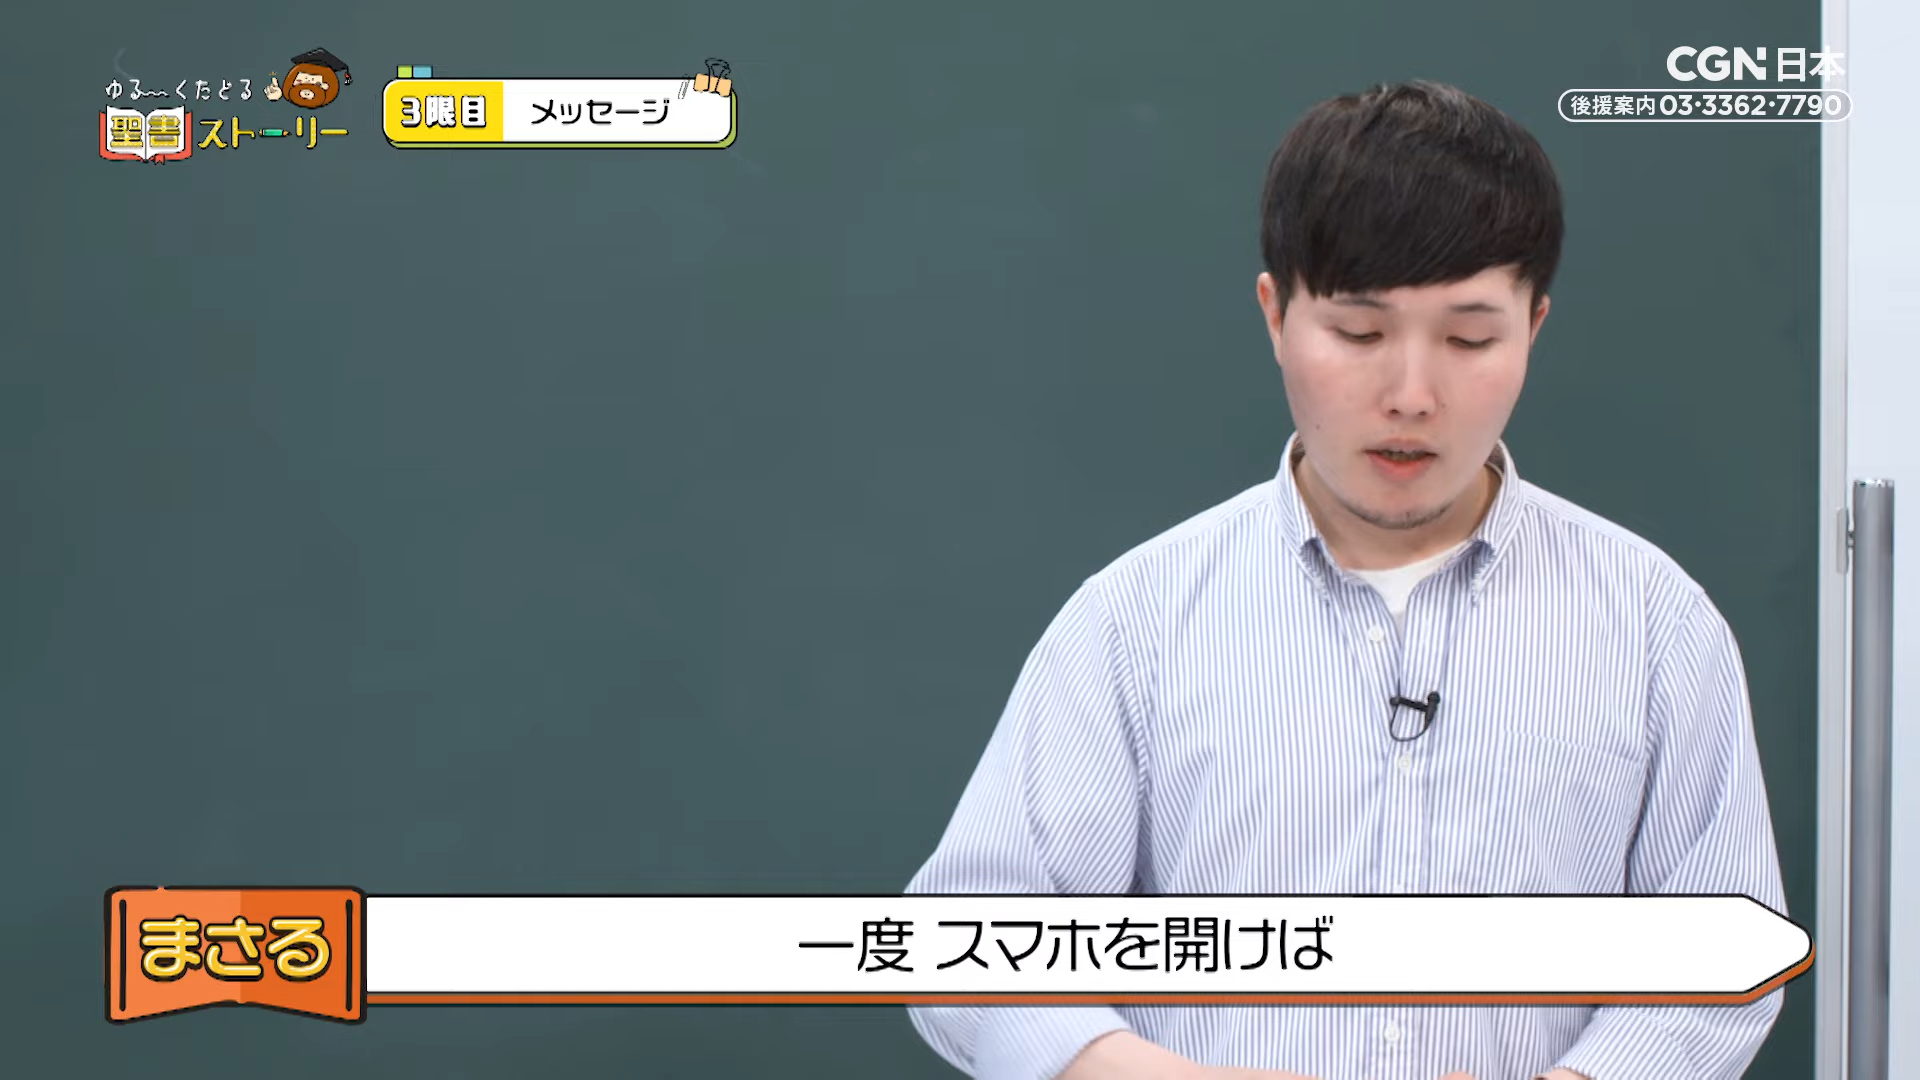 ゆる〜くたどる
聖書ストーリー
3限目 メッセージ
CGN日本
後援案内 03・3362・7790
まさる
一度 スマホを開けば